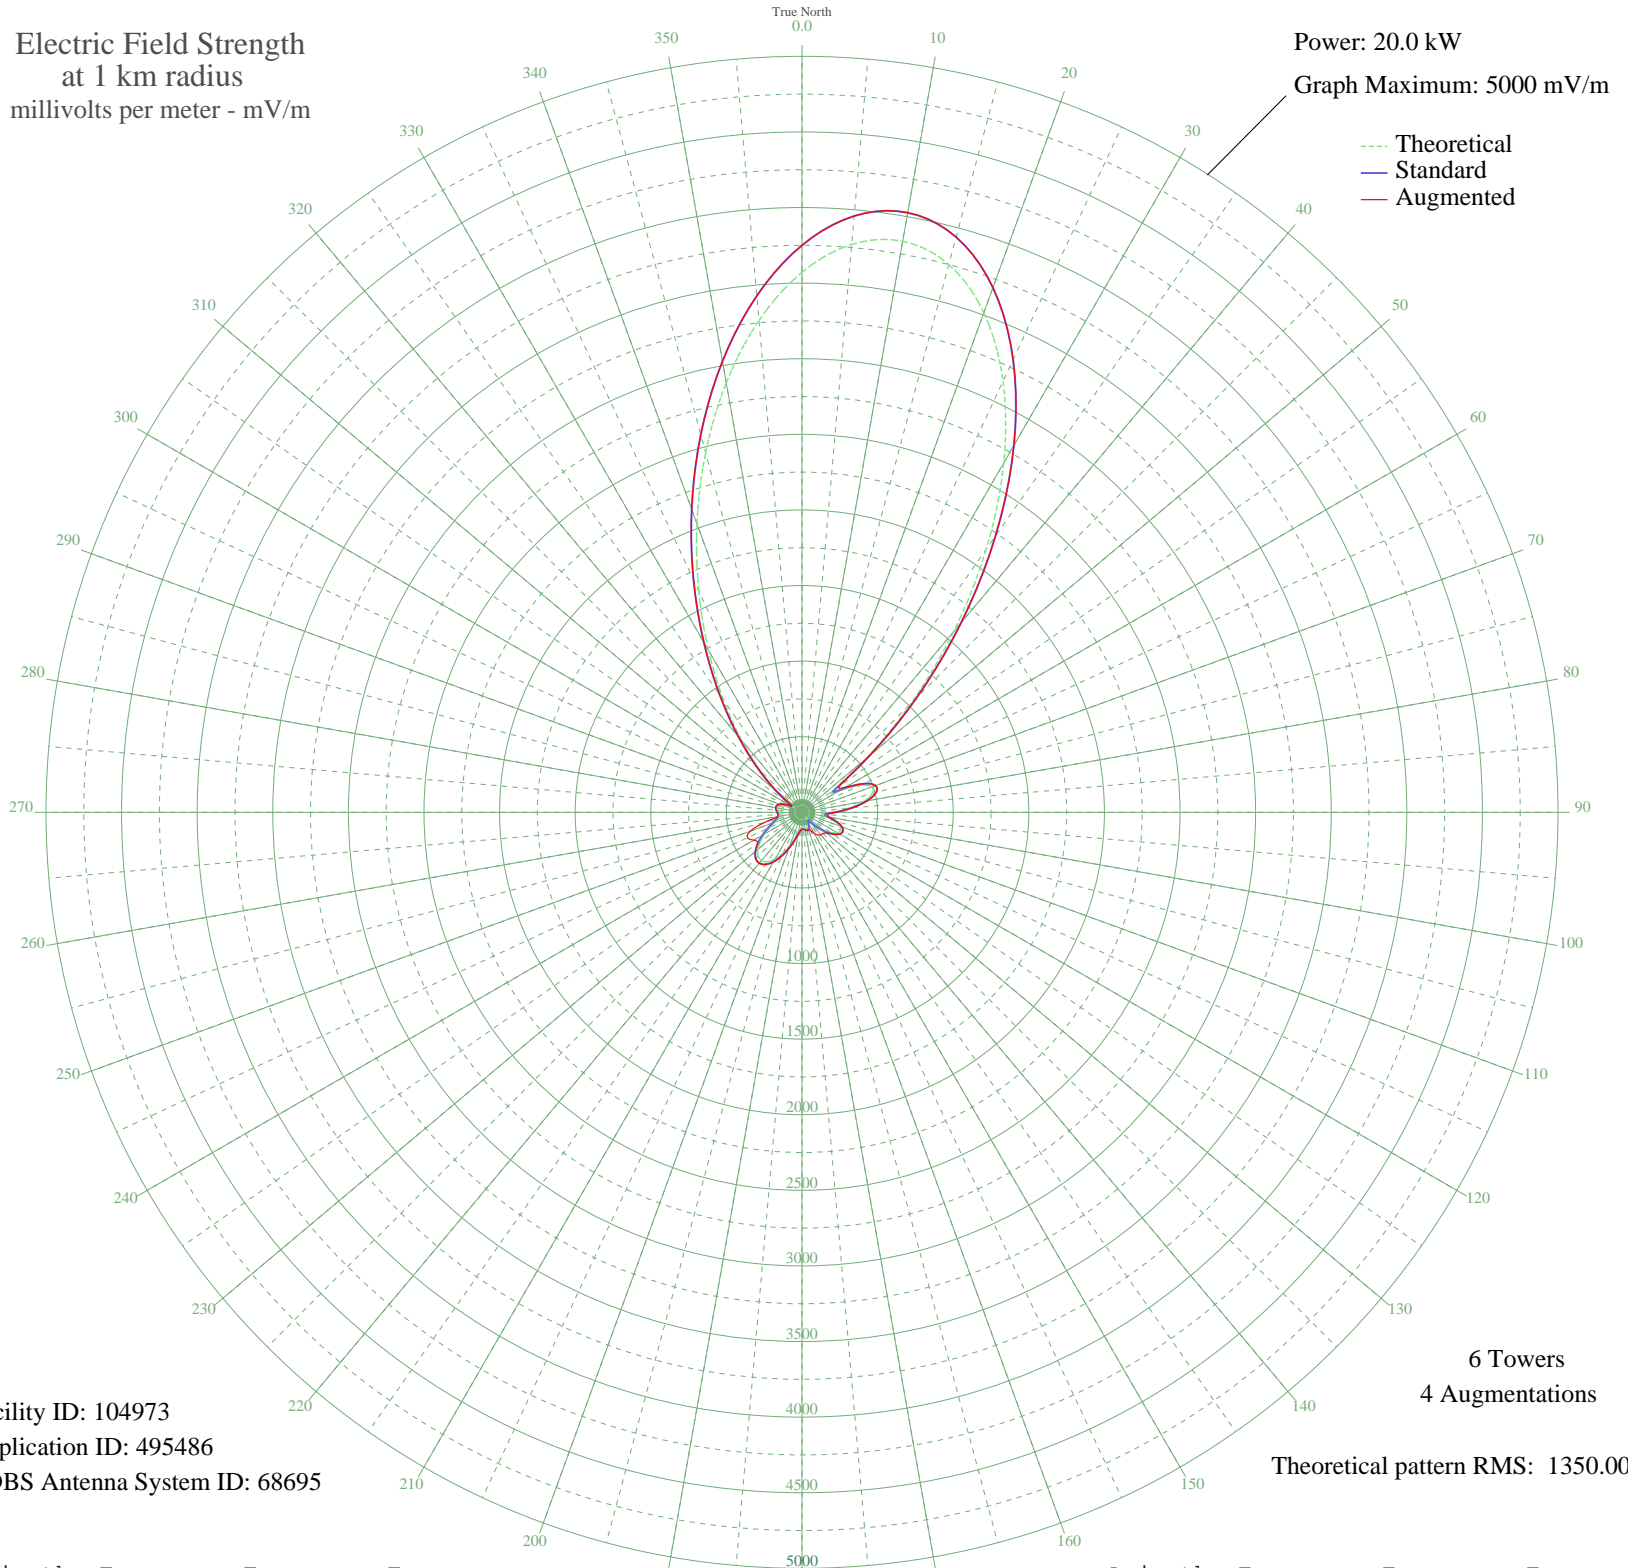 True North
0.0
10
20
30
40
50
60
70
80
90
100
110
120
130
140
150
160
200
210
220
230
240
250
260
270
280
290
300
310
320
330
340
350
Electric Field Strength
at 1 km radius
millivolts per meter - mV/m
Power: 20.0 kW
Graph Maximum: 5000 mV/m
Theoretical
Standard
Augmented
1000
1500
2000
2500
3000
3500
4000
4500
5000
6 Towers
4 Augmentations
Theoretical pattern RMS: 1350.00
cility ID: 104973
plication ID: 495486
DBS Antenna System ID: 68695